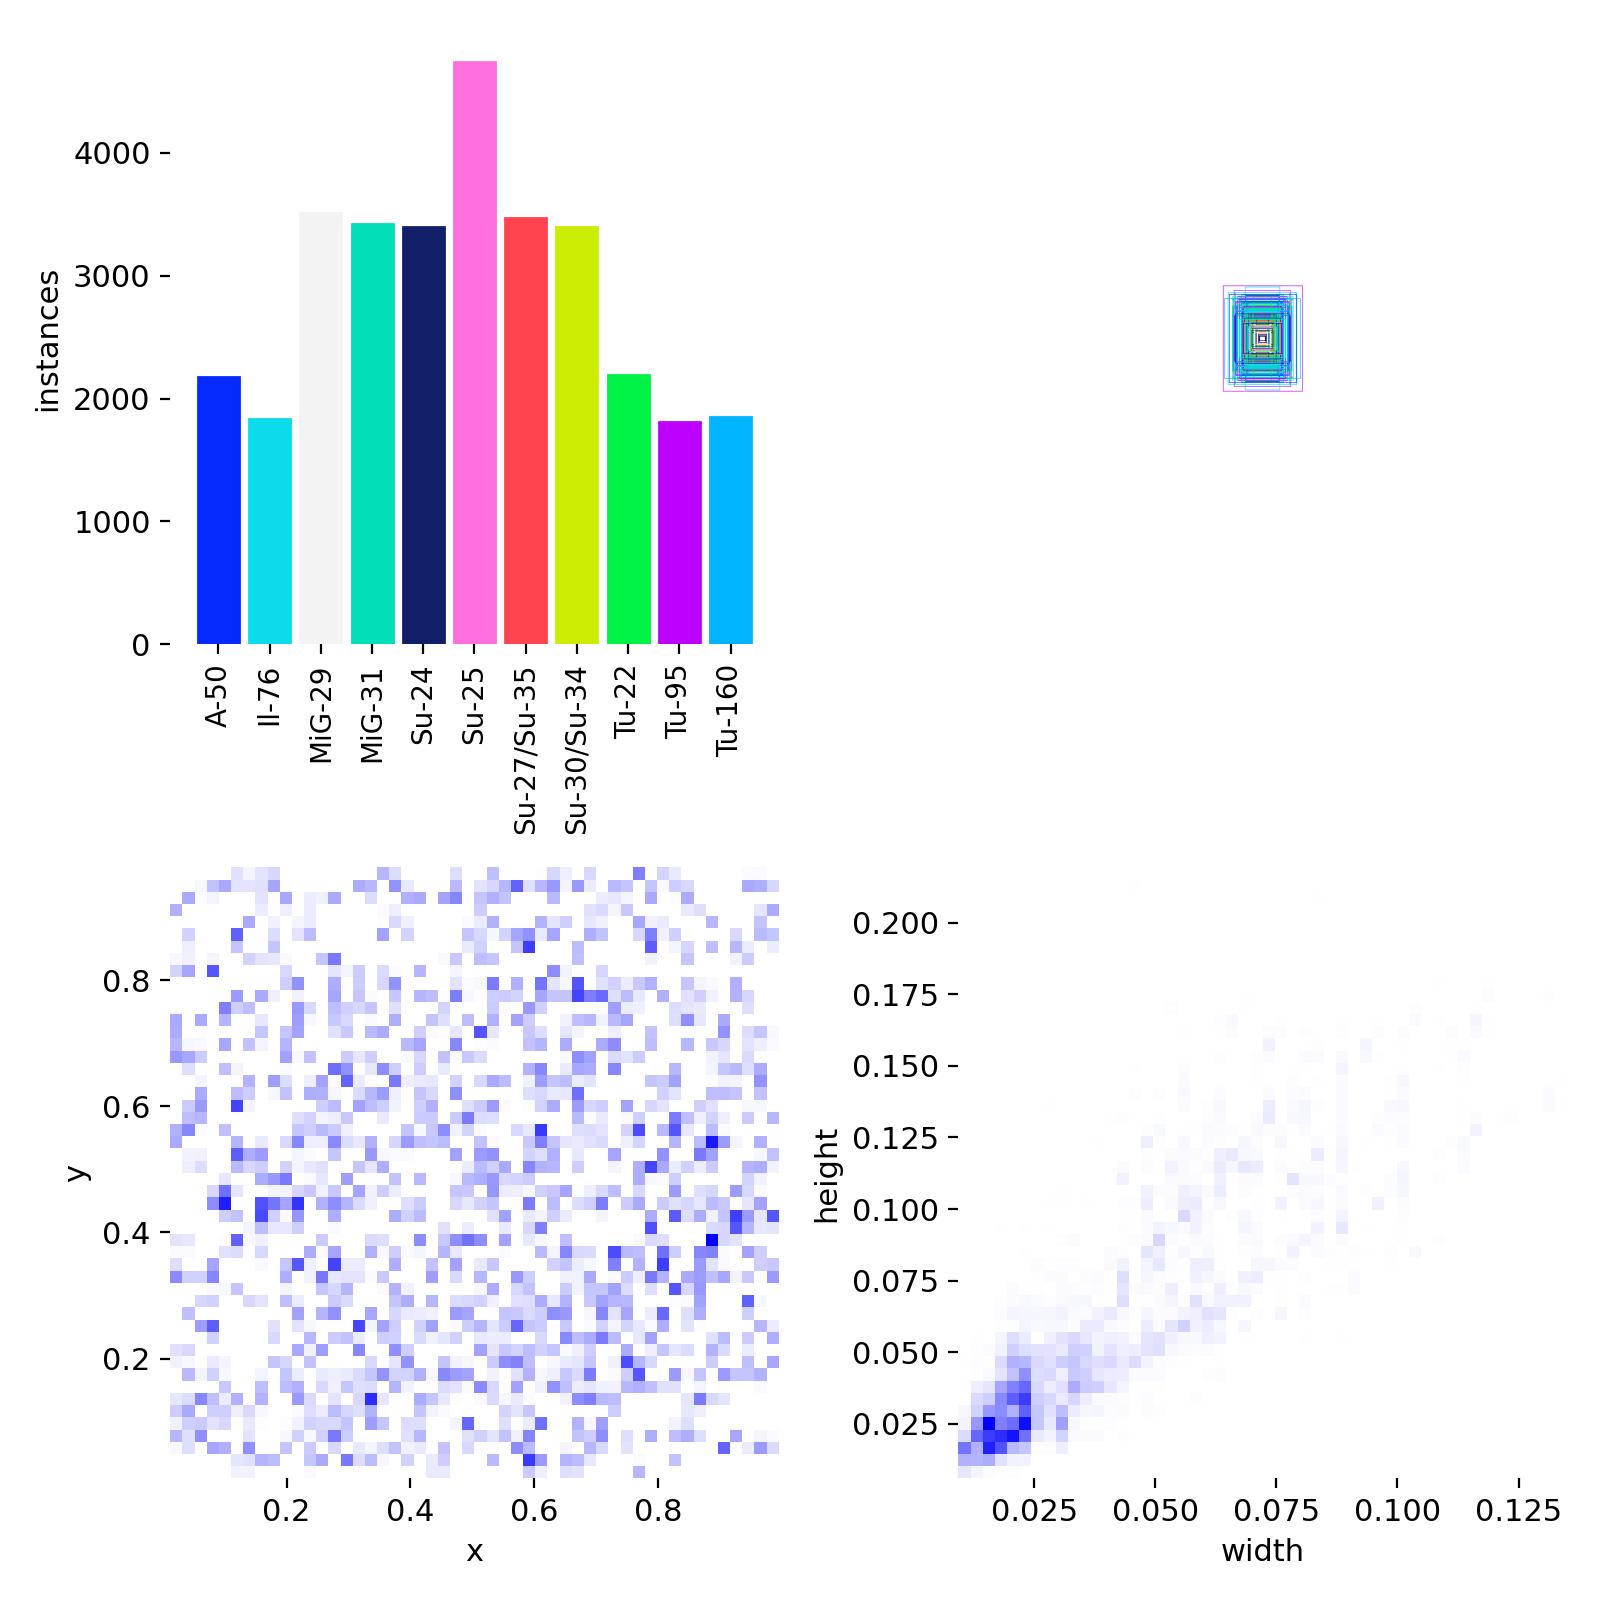 instances
4000
3000
2000
1000
0
A-50
Il-76
MiG-29
MiG-31
Su-24
Su-25
Su-27/Su-35
Su-30/Su-34
Tu-22
Tu-95
Tu-160
y
0.8
0.6
0.4
0.2
0.2 0.4 0.6 0.8
x
height
0.200
0.175
0.150
0.125
0.100
0.075
0.050
0.025
0.025 0.050 0.075 0.100 0.125
width